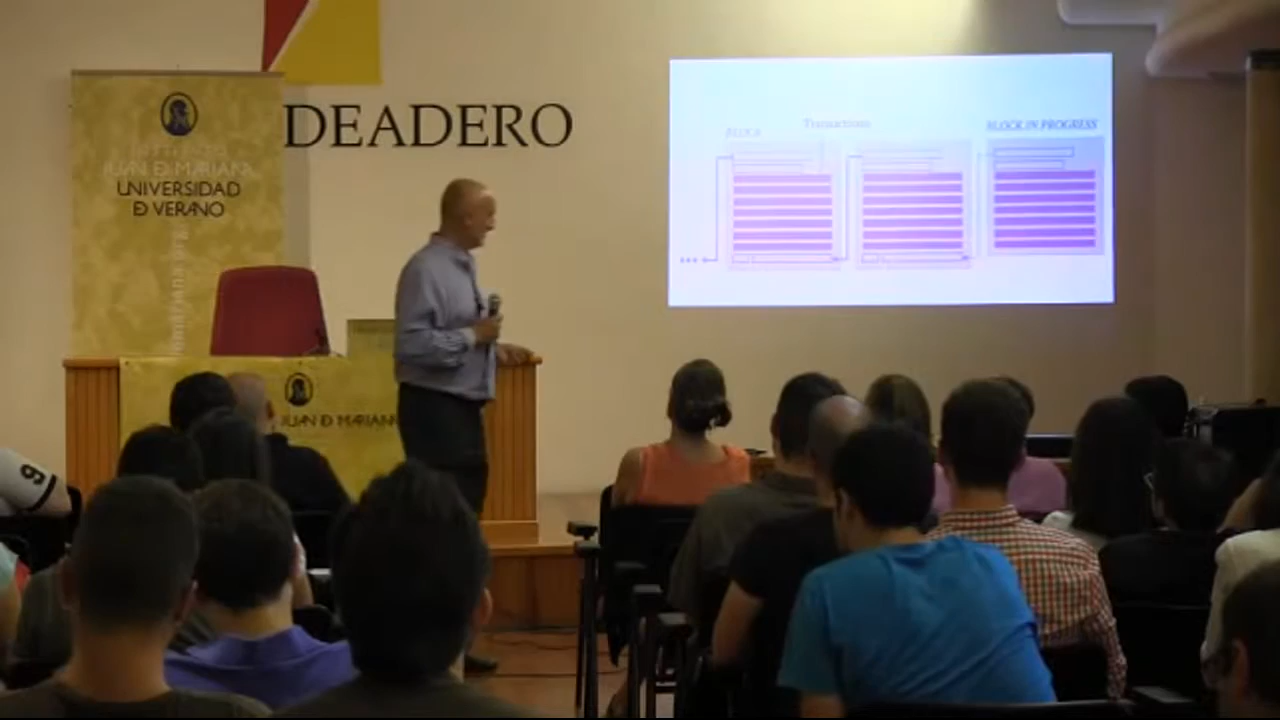 INSTITUTO
JUAN DE MARIANA
UNIVERSIDAD
DE VERANO
DEADERO
BLOCK
Transactions
BLOCK IN PROGRESS
JUAN DE MARIANA
9